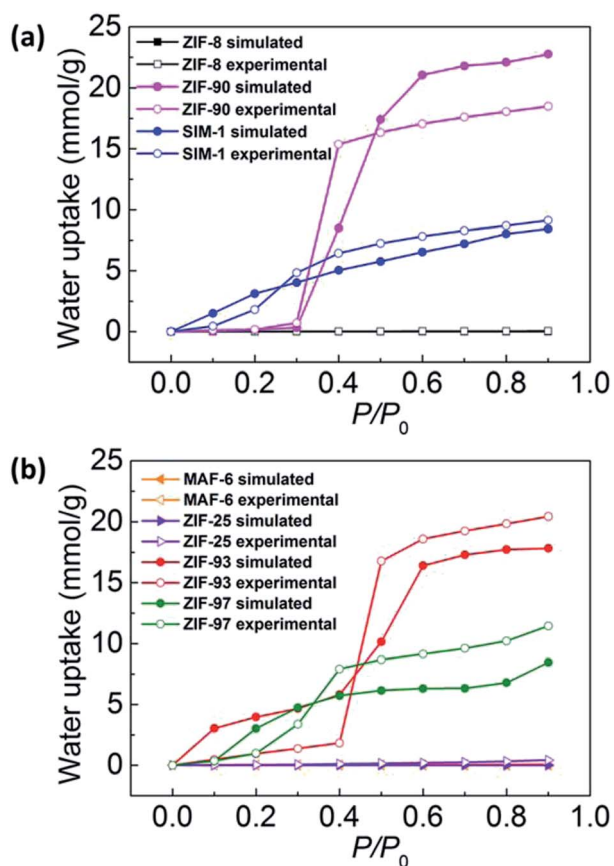 (a)
25
20
15
10
5
0
Water uptake (mmol/g)
ZIF-8 simulated
ZIF-8 experimental
ZIF-90 simulated
ZIF-90 experimental
SIM-1 simulated
SIM-1 experimental
0.0 0.2 0.4 0.6 0.8 1.0
P/P0
(b)
25
20
15
10
5
0
Water uptake (mmol/g)
MAF-6 simulated
MAF-6 experimental
ZIF-25 simulated
ZIF-25 experimental
ZIF-93 simulated
ZIF-93 experimental
ZIF-97 simulated
ZIF-97 experimental
0.0 0.2 0.4 0.6 0.8 1.0
P/P0